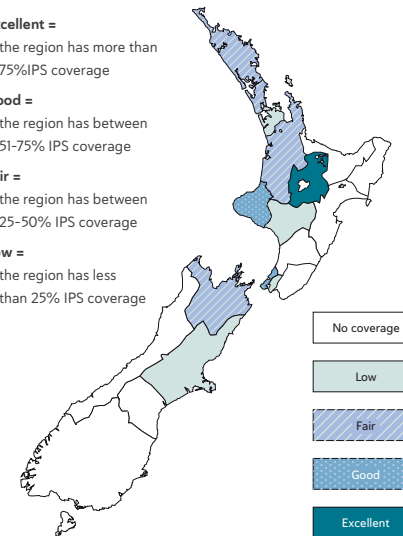 xcellent =
the region has more than
75%IPS coverage
ood =
the region has between
51-75% IPS coverage
ir =
the region has between
25-50% IPS coverage
ow =
the region has less
than 25% IPS coverage
No coverage
Low
Fair
Good
Excellent